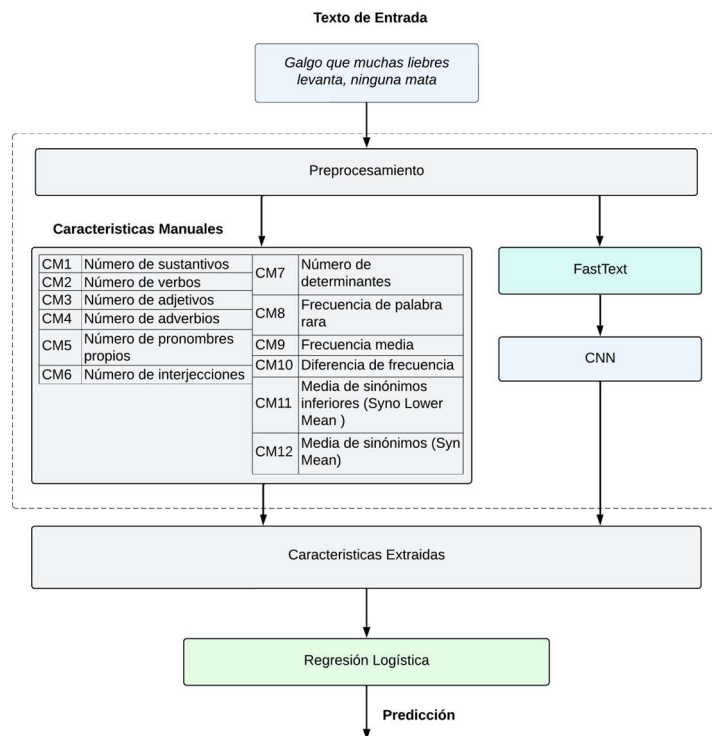 Texto de Entrada
Galgo que muchas liebres
levanta, ninguna mata
Preprocesamiento
Caracteristicas Manuales
CM1 Número de sustantivos
CM2 Número de verbos
CM3 Número de adjetivos
CM4 Número de adverbios
CM5 Número de pronombres
propios
CM6 Número de interjecciones
CM7 Número de
determinantes
CM8 Frecuencia de palabra
rara
CM9 Frecuencia media
CM10 Diferencia de frecuencia
CM11 Media de sinónimos
inferiores (Syno Lower
Mean )
CM12 Media de sinónimos (Syn
Mean)
FastText
CNN
Caracteristicas Extraidas
Regresión Logística
Predicción